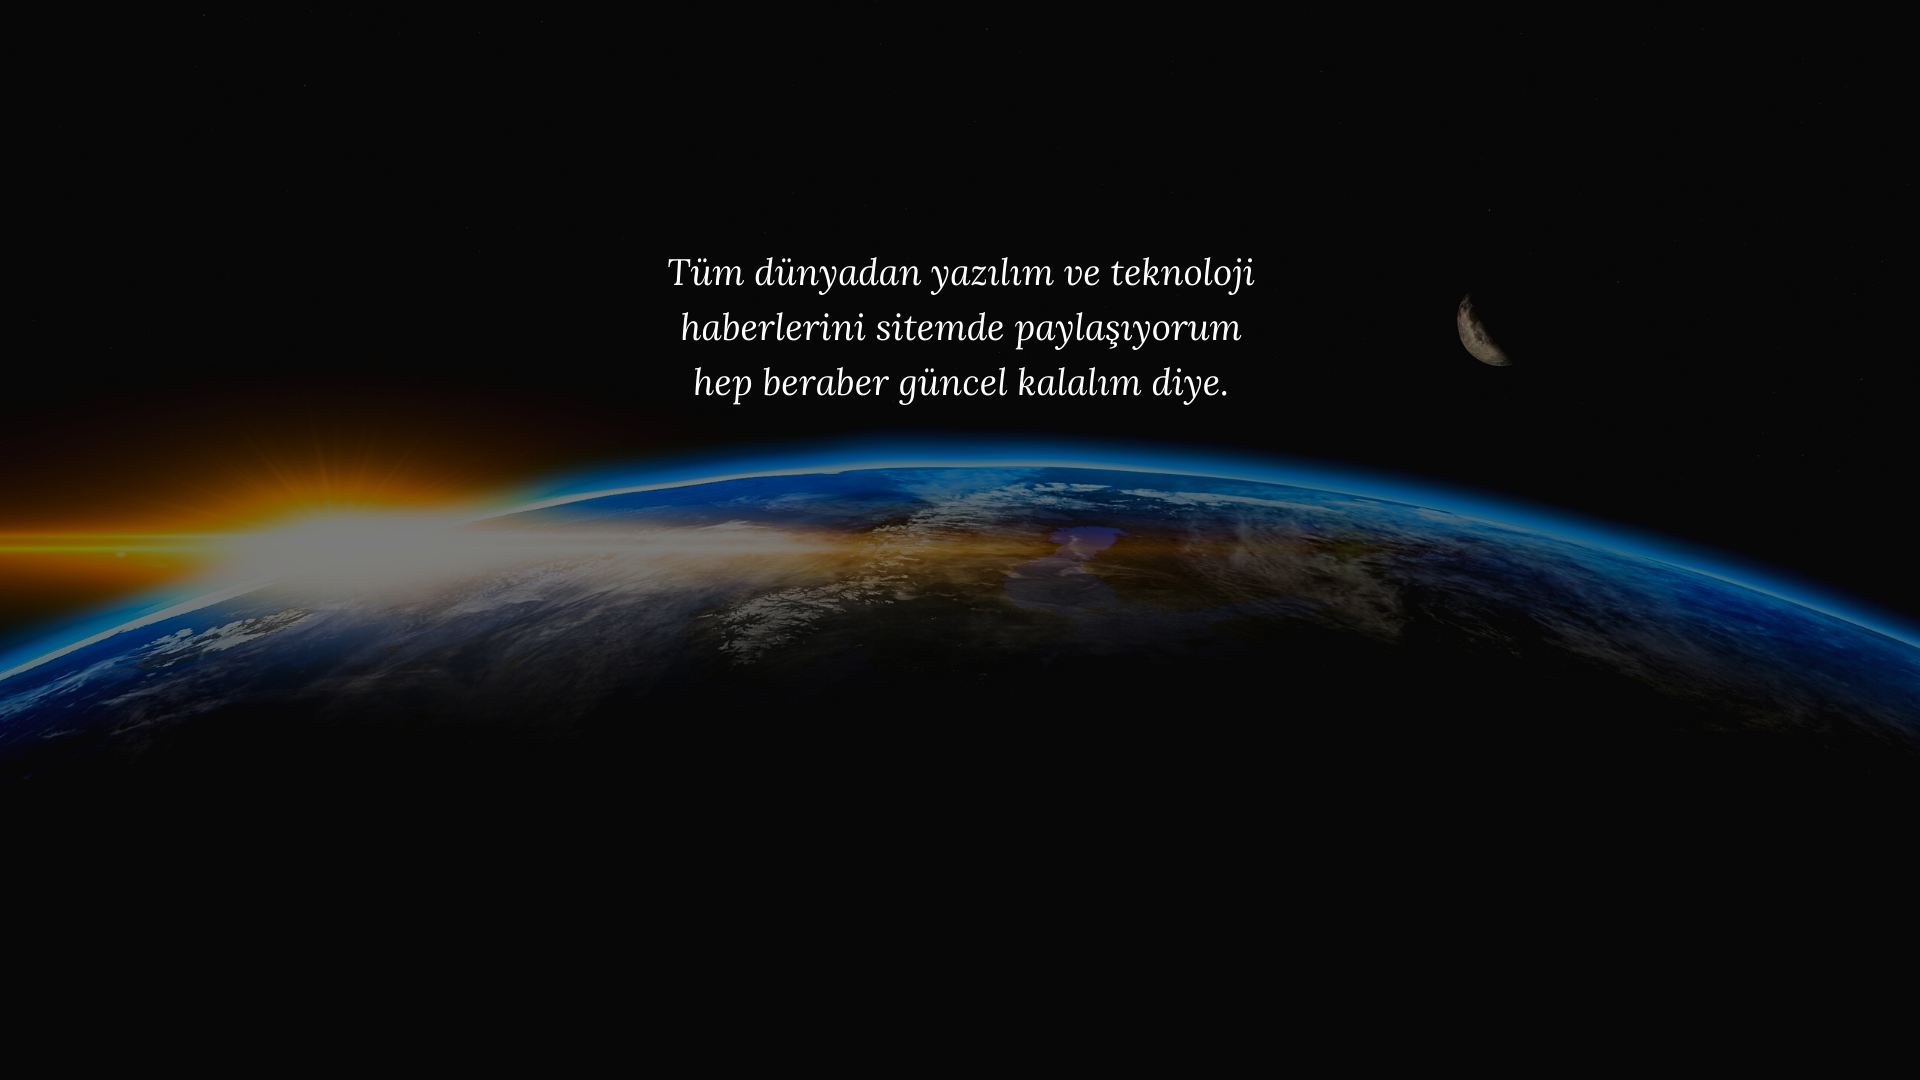 Tüm dünyadan yazılım ve teknoloji
haberlerini sitemde paylaşıyorum
hep beraber güncel kalalım diye.